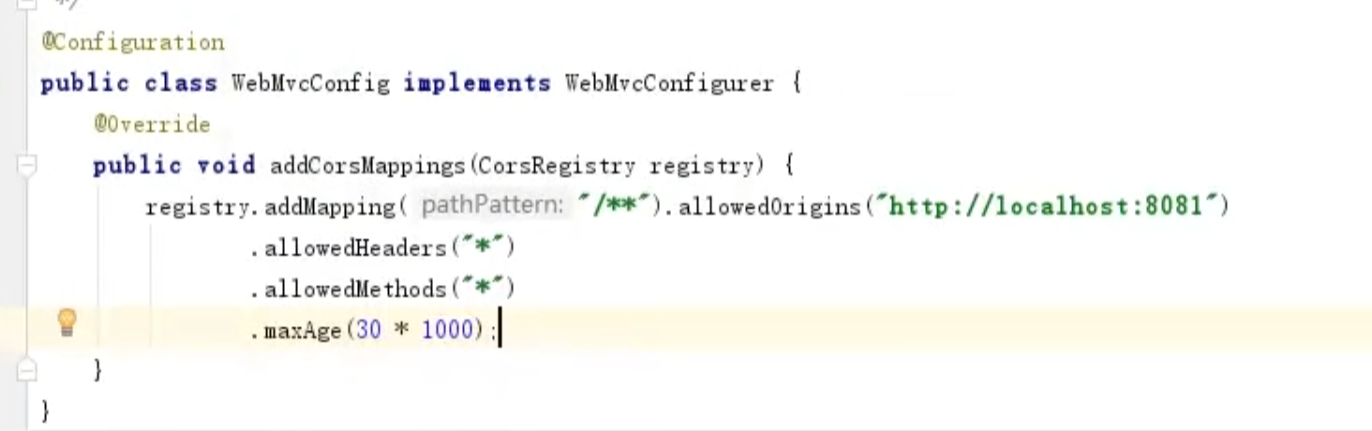 */
@Configuration
public class WebMvcConfig implements WebMvcConfigurer {
@Override
public void addCorsMappings(CorsRegistry registry) {
registry.addMapping( pathPattern: "/**").allowedOrigins("http://localhost:8081")
.allowedHeaders("*")
.allowedMethods("*")
.maxAge(30 * 1000);
}
}